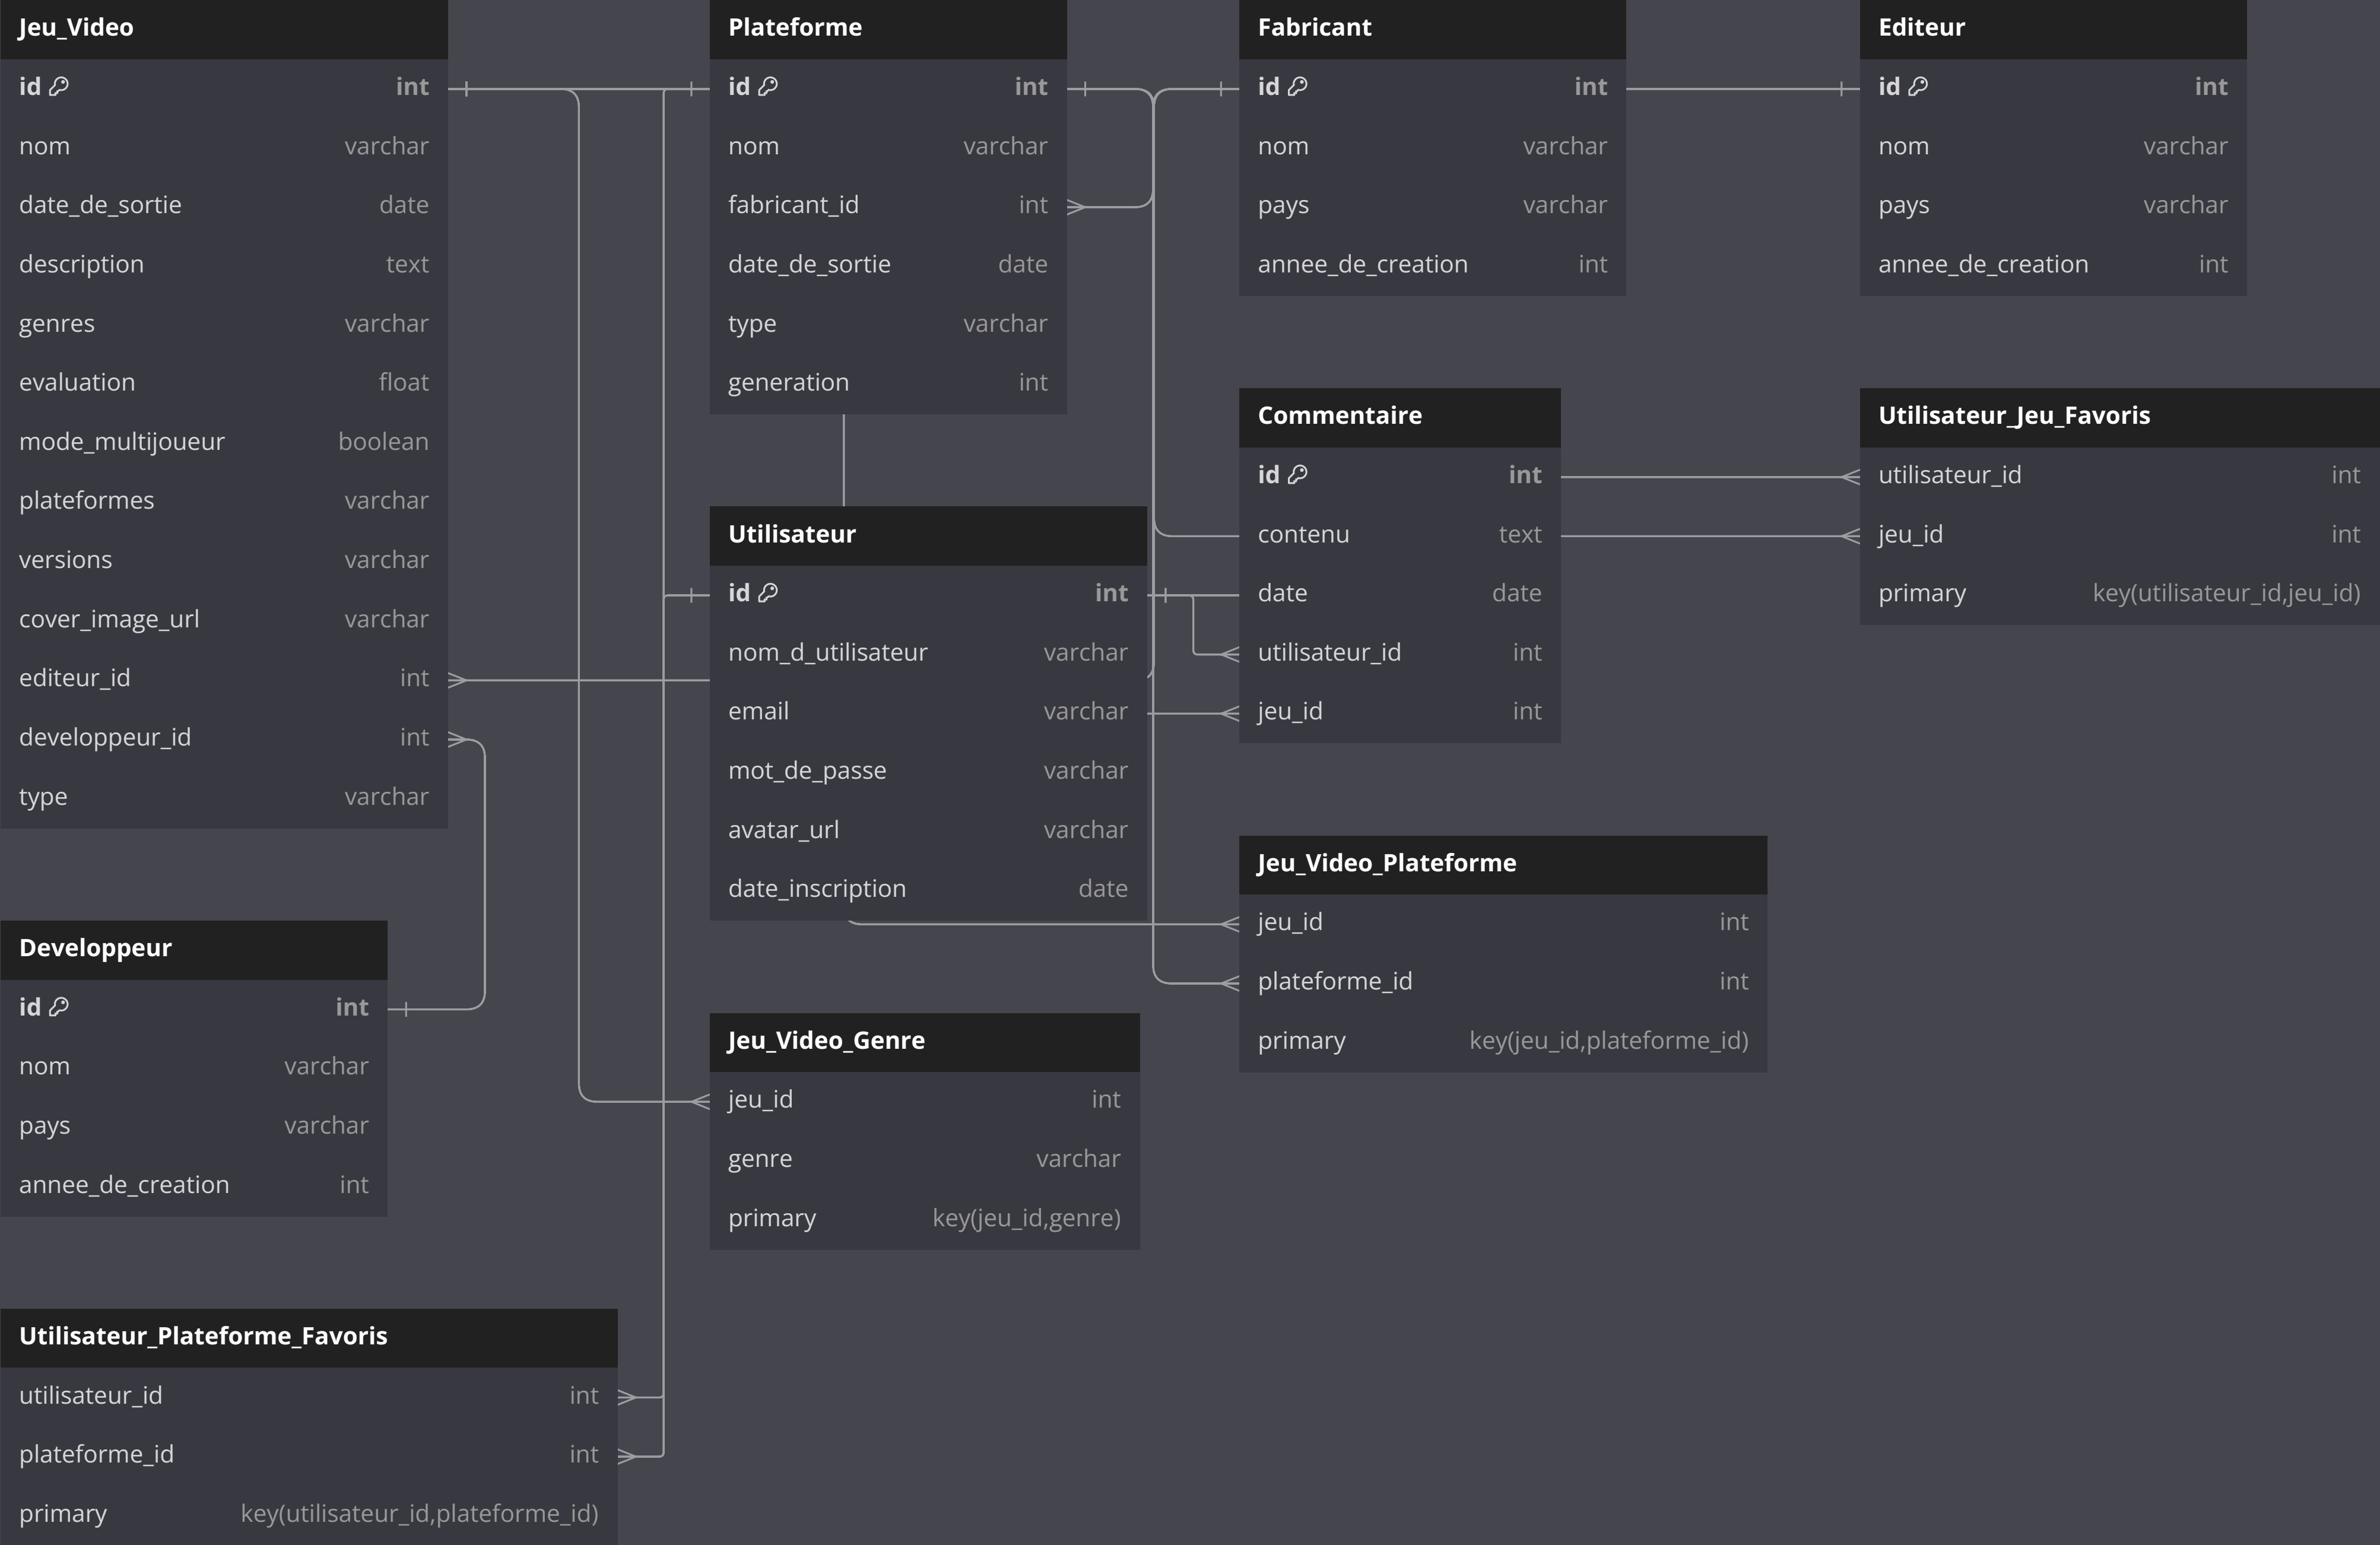 Jeu_Video
id int
nom varchar
date_de_sortie date
description text
genres varchar
evaluation float
mode_multijoueur boolean
plateformes varchar
versions varchar
cover_image_url varchar
editeur_id int
developpeur_id int
type varchar
Plateforme
id int
nom varchar
fabricant_id int
date_de_sortie date
type varchar
generation int
Fabricant
id int
nom varchar
pays varchar
annee_de_creation int
Editeur
id int
nom varchar
pays varchar
annee_de_creation int
Commentaire
id int
contenu text
date date
utilisateur_id int
jeu_id int
Utilisateur_Jeu_Favoris
utilisateur_id int
jeu_id int
primary key(utilisateur_id,jeu_id)
Utilisateur
id int
nom_d_utilisateur varchar
email varchar
mot_de_passe varchar
avatar_url varchar
date_inscription date
Jeu_Video_Plateforme
jeu_id int
plateforme_id int
primary key(jeu_id,plateforme_id)
Developpeur
id int
nom varchar
pays varchar
annee_de_creation int
Jeu_Video_Genre
jeu_id int
genre varchar
primary key(jeu_id,genre)
Utilisateur_Plateforme_Favoris
utilisateur_id int
plateforme_id int
primary key(utilisateur_id,plateforme_id)